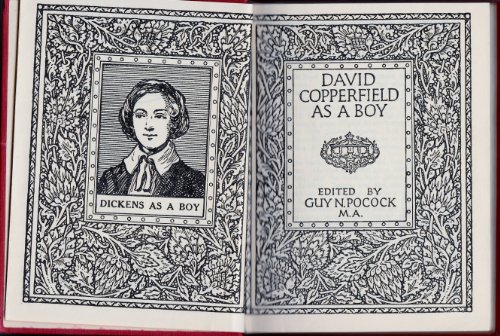 DICKENS AS A BOY
DAVID
COPPERFIELD
AS A BOY
EDITED BY
GUY N. POCOCK
M.A.